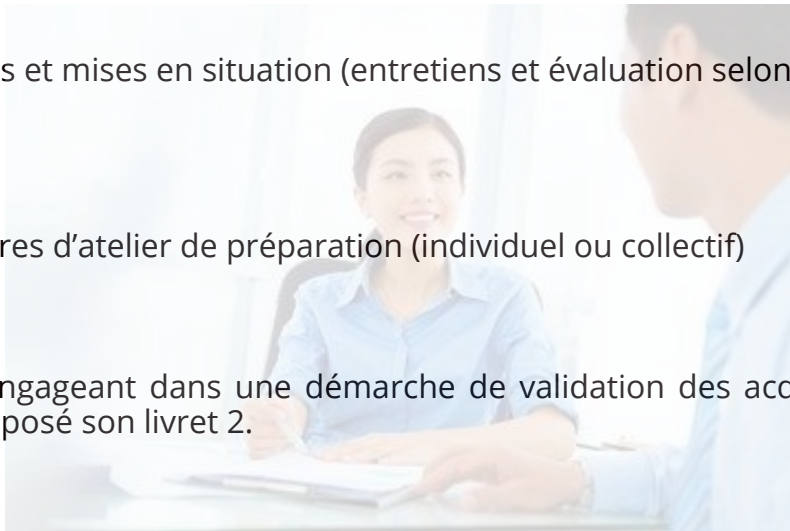 s et mises en situation (entretiens et évaluation selon
res d’atelier de préparation (individuel ou collectif)
ngageant dans une démarche de validation des acq
posé son livret 2.